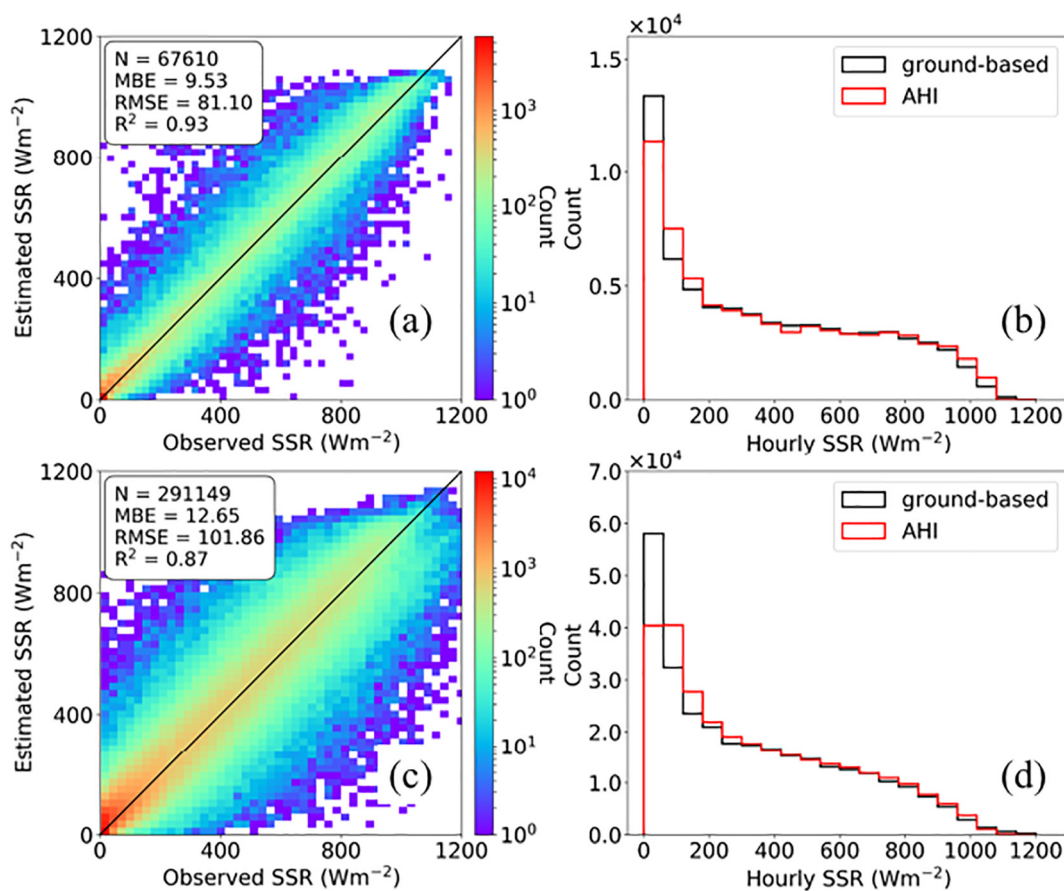 1200
800
400
0
Estimated SSR (Wm⁻²)
N = 67610
MBE = 9.53
RMSE = 81.10
R² = 0.93
(a)
0 400 800 1200
Observed SSR (Wm⁻²)
10³
10²
10¹
10⁰
Count
×10⁴
1.5
1.0
0.5
0.0
Count
ground-based
AHI
(b)
0 200 400 600 800 1000 1200
Hourly SSR (Wm⁻²)
1200
800
400
0
Estimated SSR (Wm⁻²)
N = 291149
MBE = 12.65
RMSE = 101.86
R² = 0.87
(c)
0 400 800 1200
Observed SSR (Wm⁻²)
10⁴
10³
10²
10¹
10⁰
Count
×10⁴
7.0
6.0
5.0
4.0
3.0
2.0
1.0
0.0
Count
ground-based
AHI
(d)
0 200 400 600 800 1000 1200
Hourly SSR (Wm⁻²)